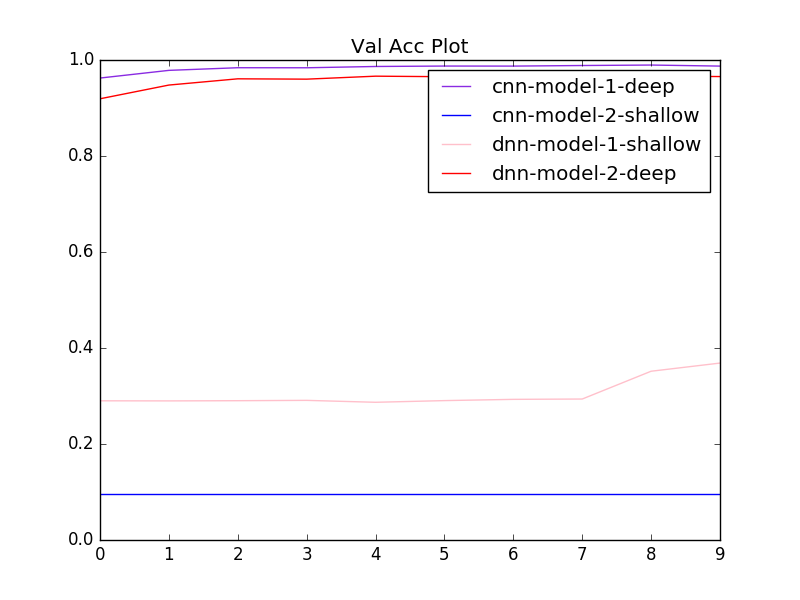 Val Acc Plot
1.0
0.8
0.6
0.4
0.2
0.0
cnn-model-1-deep
cnn-model-2-shallow
dnn-model-1-shallow
dnn-model-2-deep
0 1 2 3 4 5 6 7 8 9